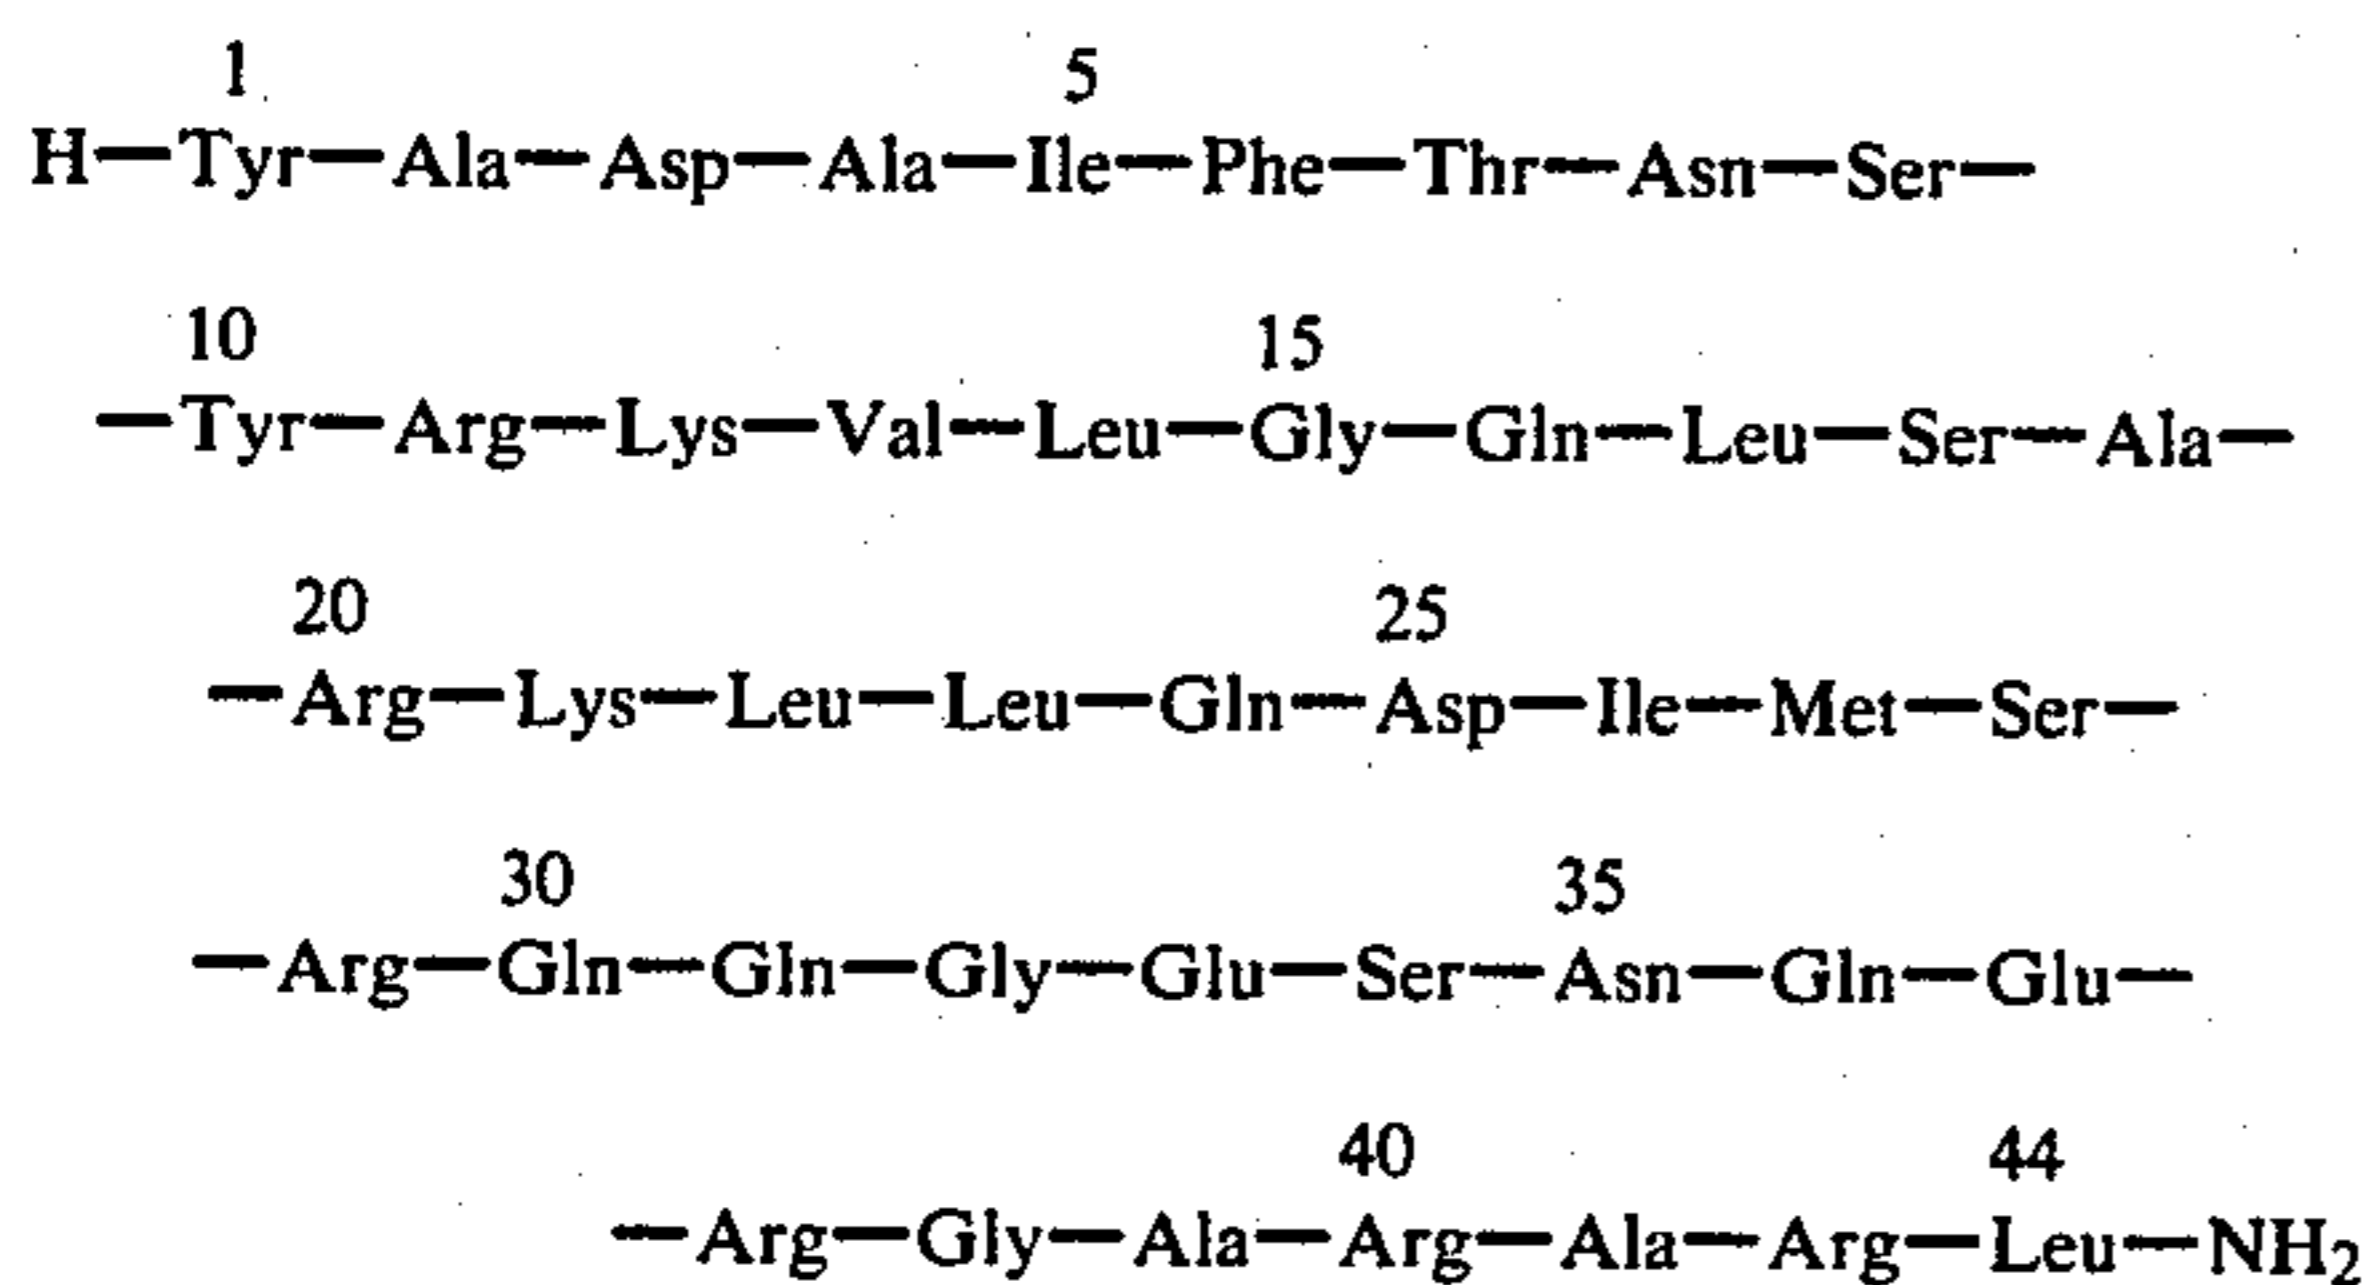 1 5
H—Tyr—Ala—Asp—Ala—Ile—Phe—Thr—Asn—Ser—
10 15
—Tyr—Arg—Lys—Val—Leu—Gly—Gln—Leu—Ser—Ala—
20 25
—Arg—Lys—Leu—Leu—Gln—Asp—Ile—Met—Ser—
30 35
—Arg—Gln—Gln—Gly—Glu—Ser—Asn—Gln—Glu—
40 44
—Arg—Gly—Ala—Arg—Ala—Arg—Leu—NH2